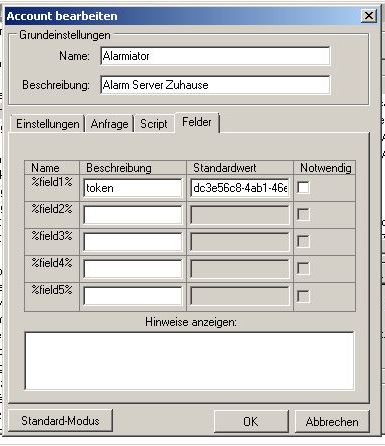 Account bearbeiten
Grundeinstellungen
Name: Alarmiator
Beschreibung: Alarm Server Zuhause
Einstellungen Anfrage Script Felder
Name Beschreibung Standardwert Notwendig
%field1% token dc3e56c8-4ab1-46e
%field2%
%field3%
%field4%
%field5%
Hinweise anzeigen:
Standard-Modus OK Abbrechen